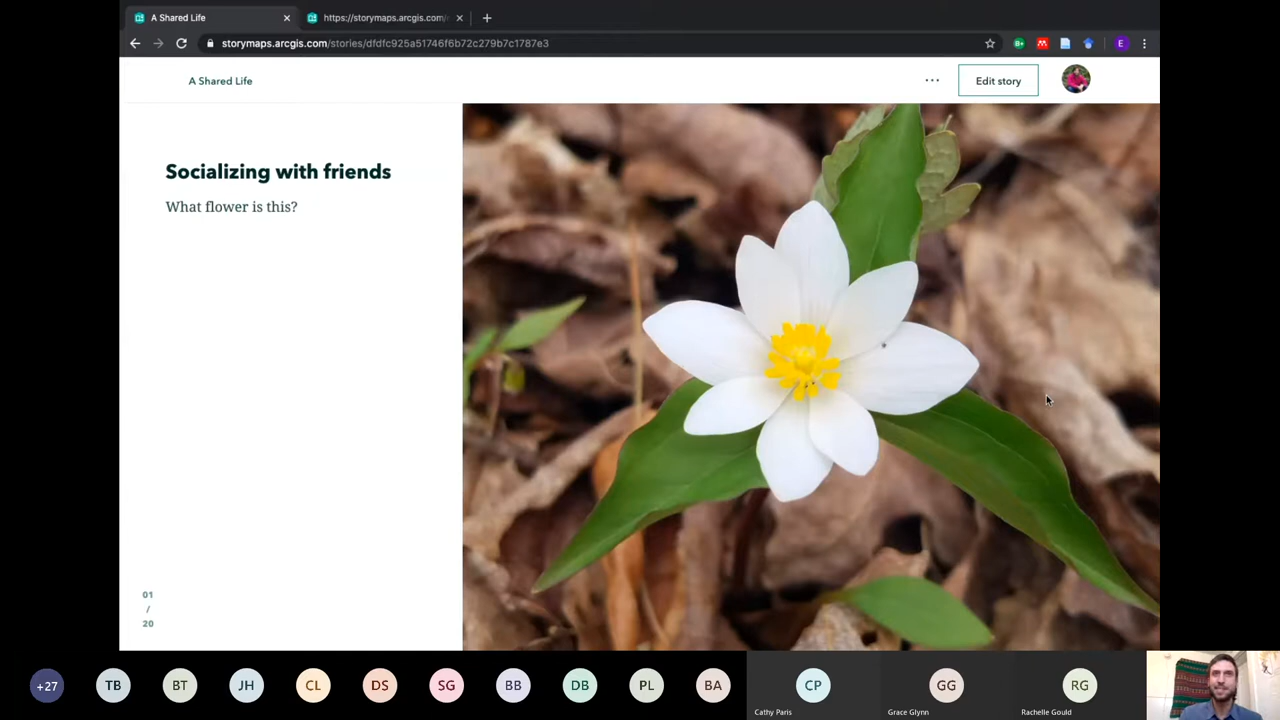 A Shared Life
https://storymaps.arcgis.com/
storymaps.arcgis.com/stories/dfdfc925a51746f6b72c279b7c1787e3
E
A Shared Life
Edit story
Socializing with friends
What flower is this?
01
/
20
+27
TB
BT
JH
CL
DS
SG
BB
DB
PL
BA
CP
GG
RG
Cathy Paris
Grace Glynn
Rachelle Gould